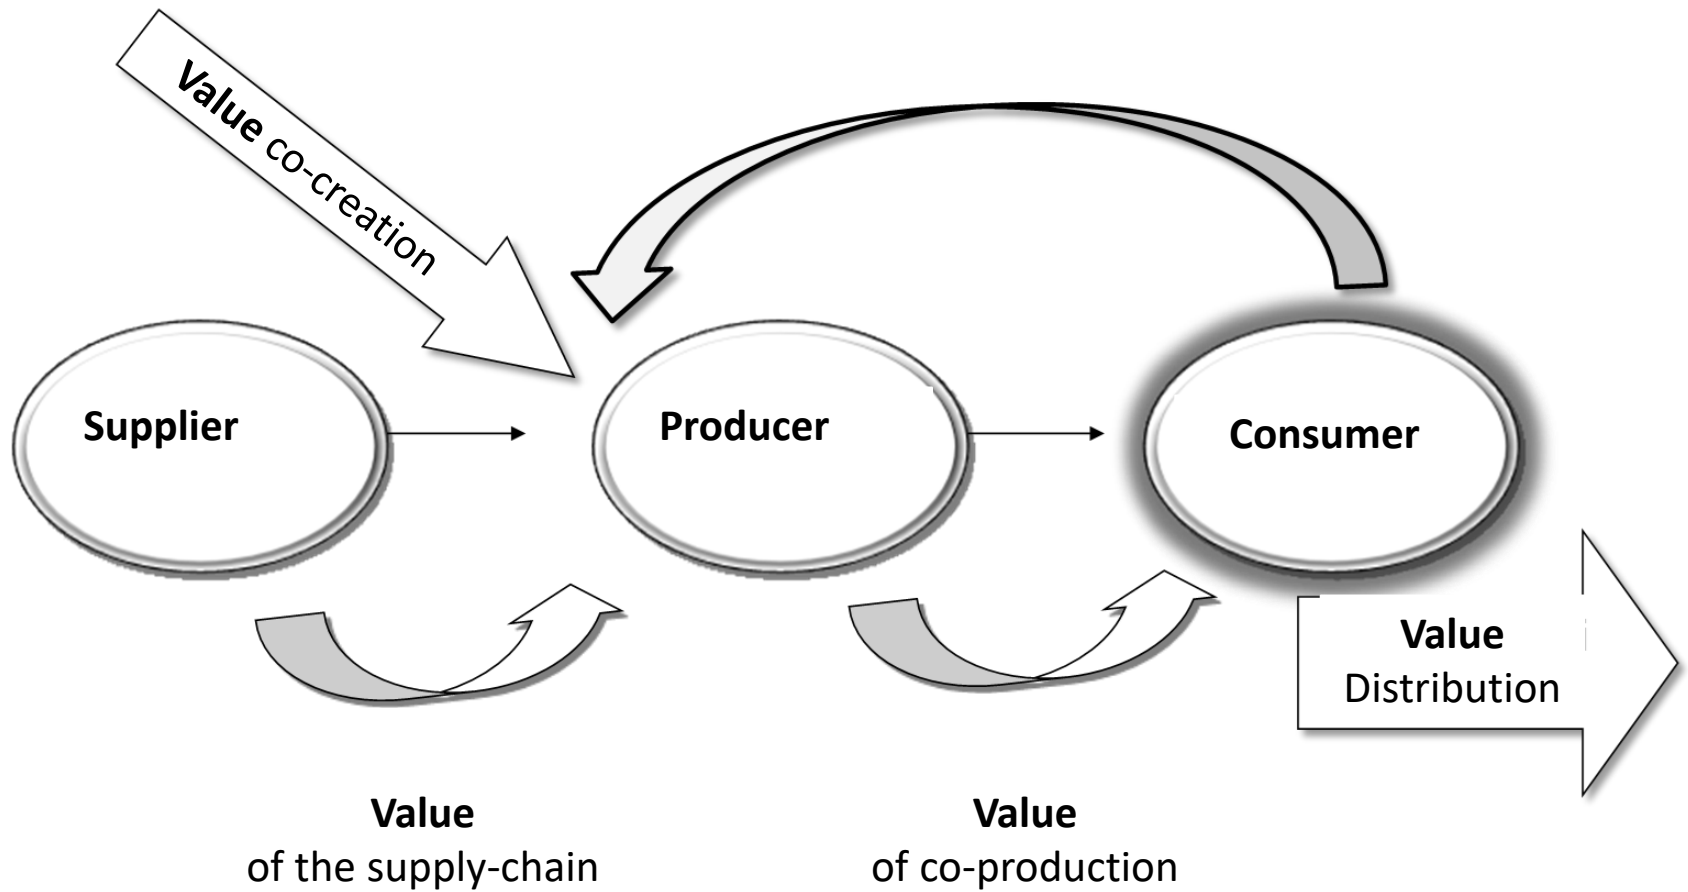 Value co-creation
Supplier
Producer
Consumer
Value
Distribution
Value
of the supply-chain
Value
of co-production